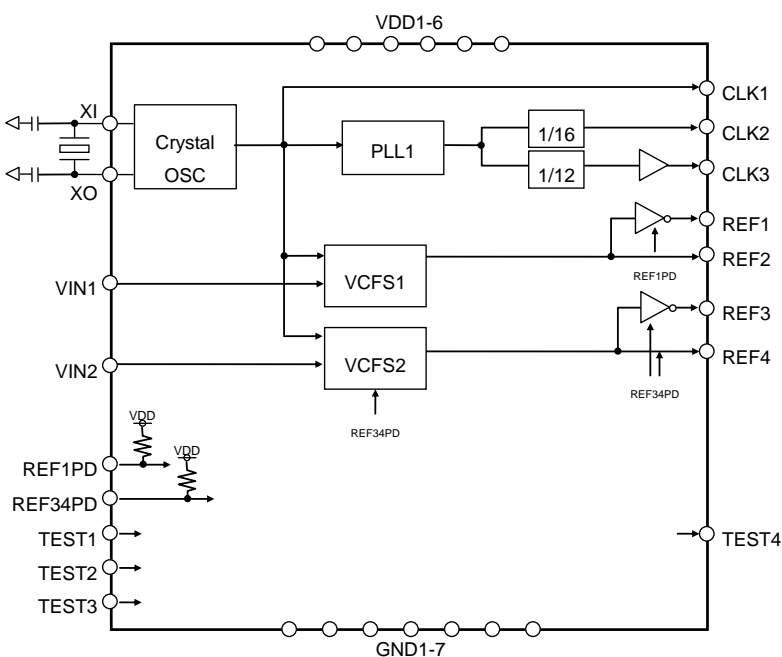 VDD1-6
XI
XO
Crystal
OSC
PLL1
1/16
1/12
CLK1
CLK2
CLK3
REF1
REF1PD
REF2
VIN1
VCFS1
REF3
VIN2
VCFS2
REF4
REF34PD
REF34PD
VDD
VDD
REF1PD
REF34PD
TEST1
TEST4
TEST2
TEST3
GND1-7